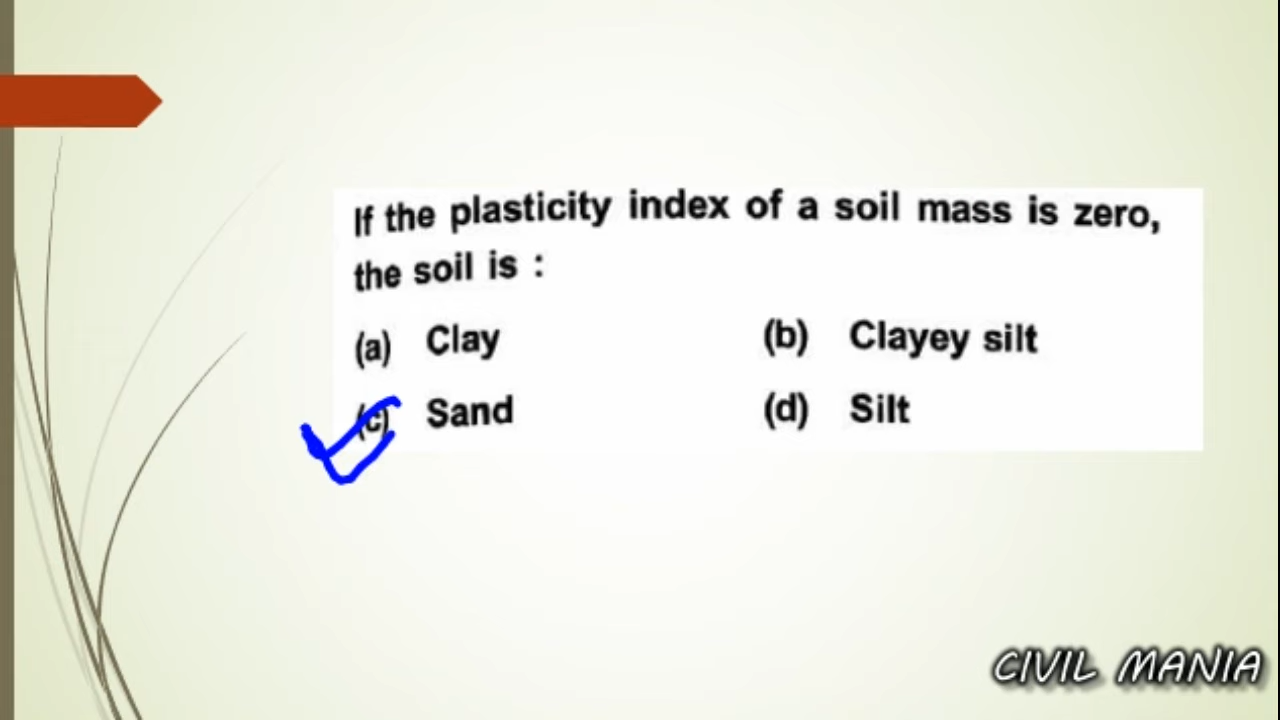 If the plasticity index of a soil mass is zero,
the soil is :
(a) Clay
(b) Clayey silt
(c) Sand
(d) Silt
CIVIL MANIA